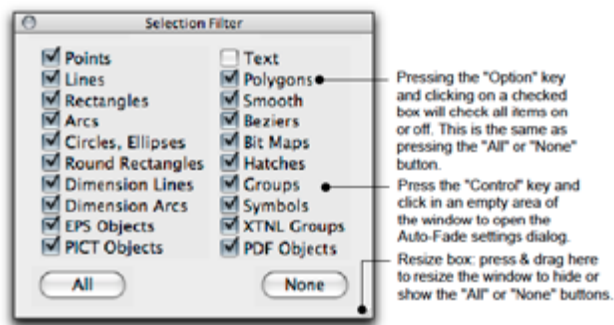 Selection Filter
Points
Lines
Rectangles
Arcs
Circles, Ellipses
Round Rectangles
Dimension Lines
Dimension Arcs
EPS Objects
PICT Objects
Text
Polygons
Smooth
Beziers
Bit Maps
Hatches
Groups
Symbols
XTNL Groups
PDF Objects
All
None
Pressing the "Option" key
and clicking on a checked
box will check all items on
or off. This is the same as
pressing the "All" or "None"
button.
Press the "Control" key and
click in an empty area of
the window to open the
Auto-Fade settings dialog.
Resize box: press & drag here
to resize the window to hide or
show the "All" or "None" buttons.